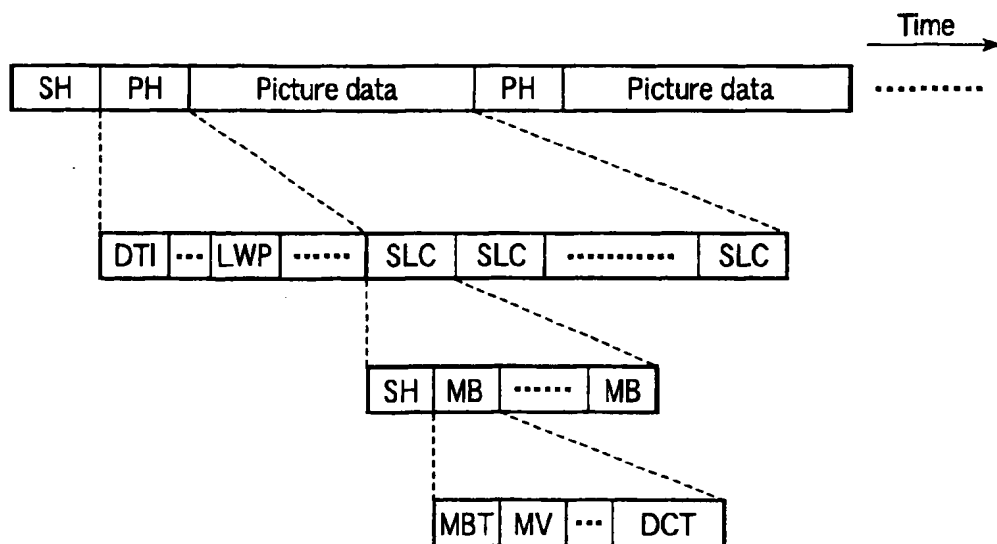 Time
SH PH Picture data PH Picture data ........
DTI ... LWP ...... SLC SLC ............ SLC
SH MB ...... MB
MBT MV ... DCT